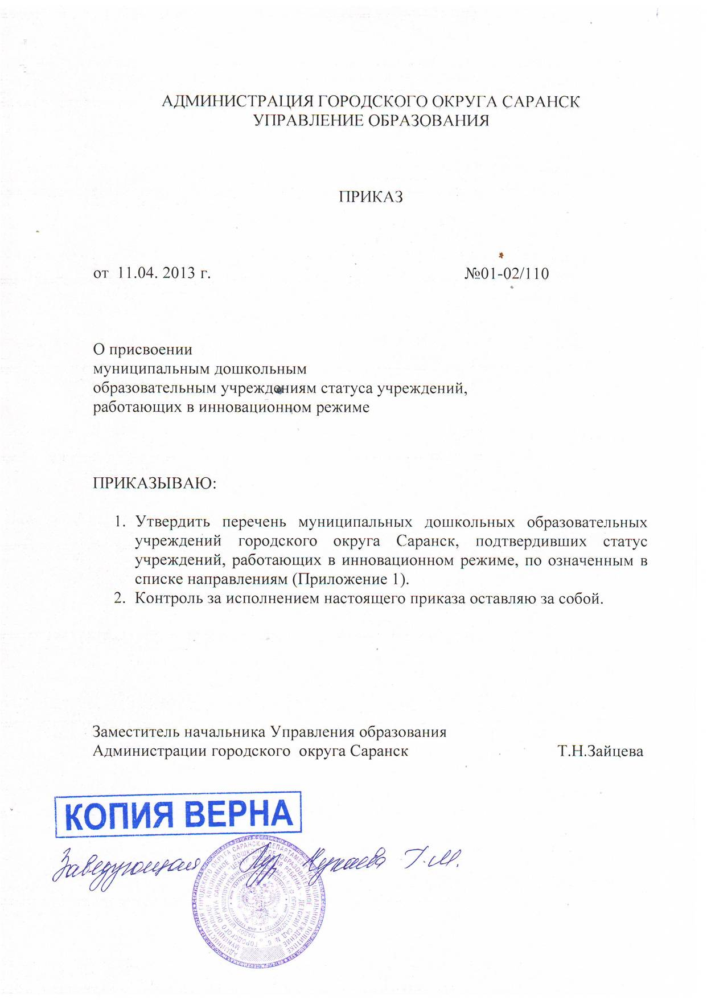 АДМИНИСТРАЦИЯ ГОРОДСКОГО ОКРУГА САРАНСК
УПРАВЛЕНИЕ ОБРАЗОВАНИЯ
ПРИКАЗ
от 11.04. 2013 г. №01-02/110
О присвоении
муниципальным дошкольным
образовательным учреждениям статуса учреждений,
работающих в инновационном режиме
ПРИКАЗЫВАЮ:
1. Утвердить перечень муниципальных дошкольных образовательных
учреждений городского округа Саранск, подтвердивших статус
учреждений, работающих в инновационном режиме, по означенным в
списке направлениям (Приложение 1).
2. Контроль за исполнением настоящего приказа оставляю за собой.
Заместитель начальника Управления образования
Администрации городского округа Саранск Т.Н.Зайцева
КОПИЯ ВЕРНА
Заведующая